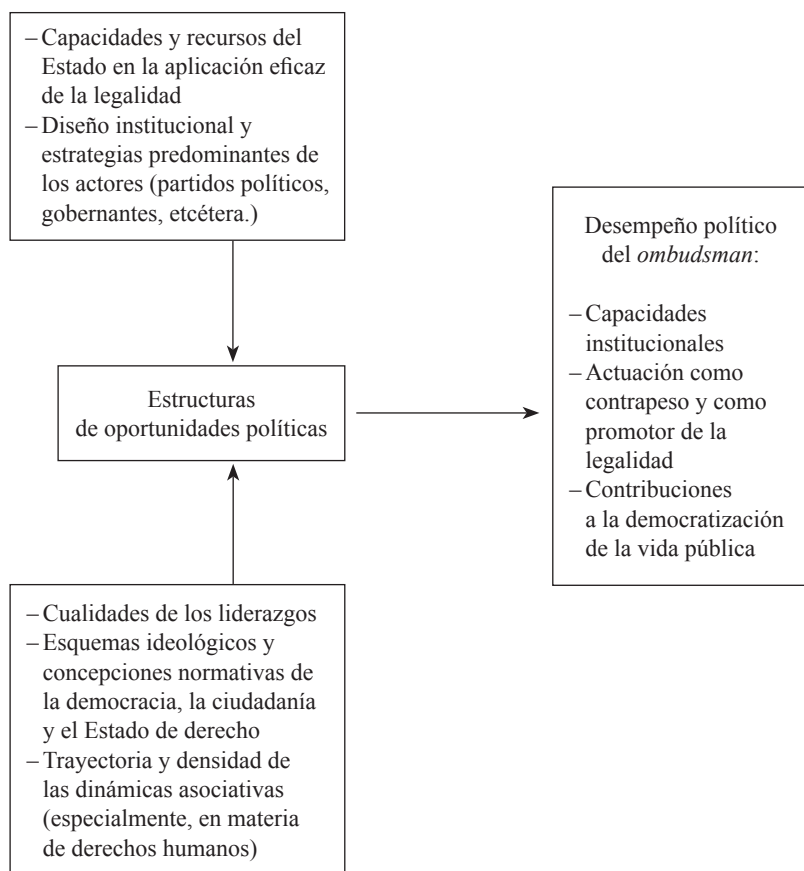 – Capacidades y recursos del
Estado en la aplicación eficaz
de la legalidad
– Diseño institucional y
estrategias predominantes de
los actores (partidos políticos,
gobernantes, etcétera.)
Estructuras
de oportunidades políticas
– Cualidades de los liderazgos
– Esquemas ideológicos y
concepciones normativas de
la democracia, la ciudadanía
y el Estado de derecho
– Trayectoria y densidad de
las dinámicas asociativas
(especialmente, en materia
de derechos humanos)
Desempeño político
del ombudsman:
– Capacidades
institucionales
– Actuación como
contrapeso y como
promotor de la
legalidad
– Contribuciones
a la democratización
de la vida pública